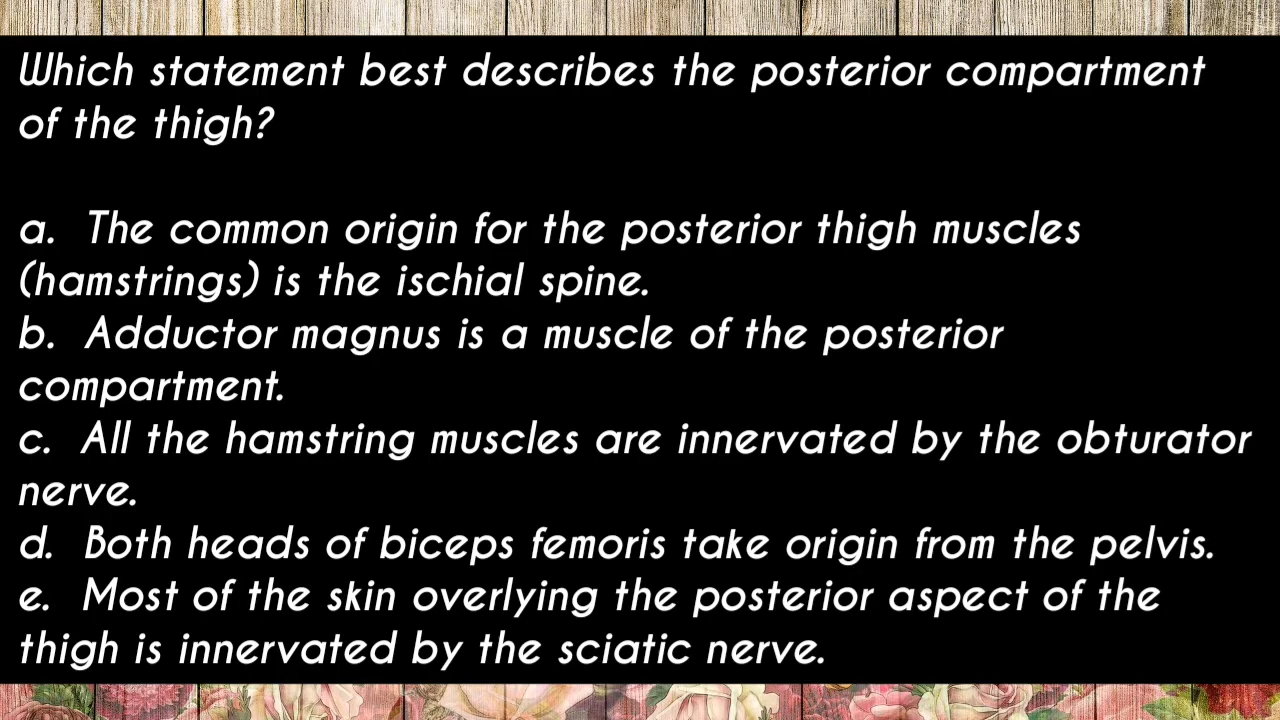 Which statement best describes the posterior compartment
of the thigh?
a. The common origin for the posterior thigh muscles
(hamstrings) is the ischial spine.
b. Adductor magnus is a muscle of the posterior
compartment.
c. All the hamstring muscles are innervated by the obturator
nerve.
d. Both heads of biceps femoris take origin from the pelvis.
e. Most of the skin overlying the posterior aspect of the
thigh is innervated by the sciatic nerve.